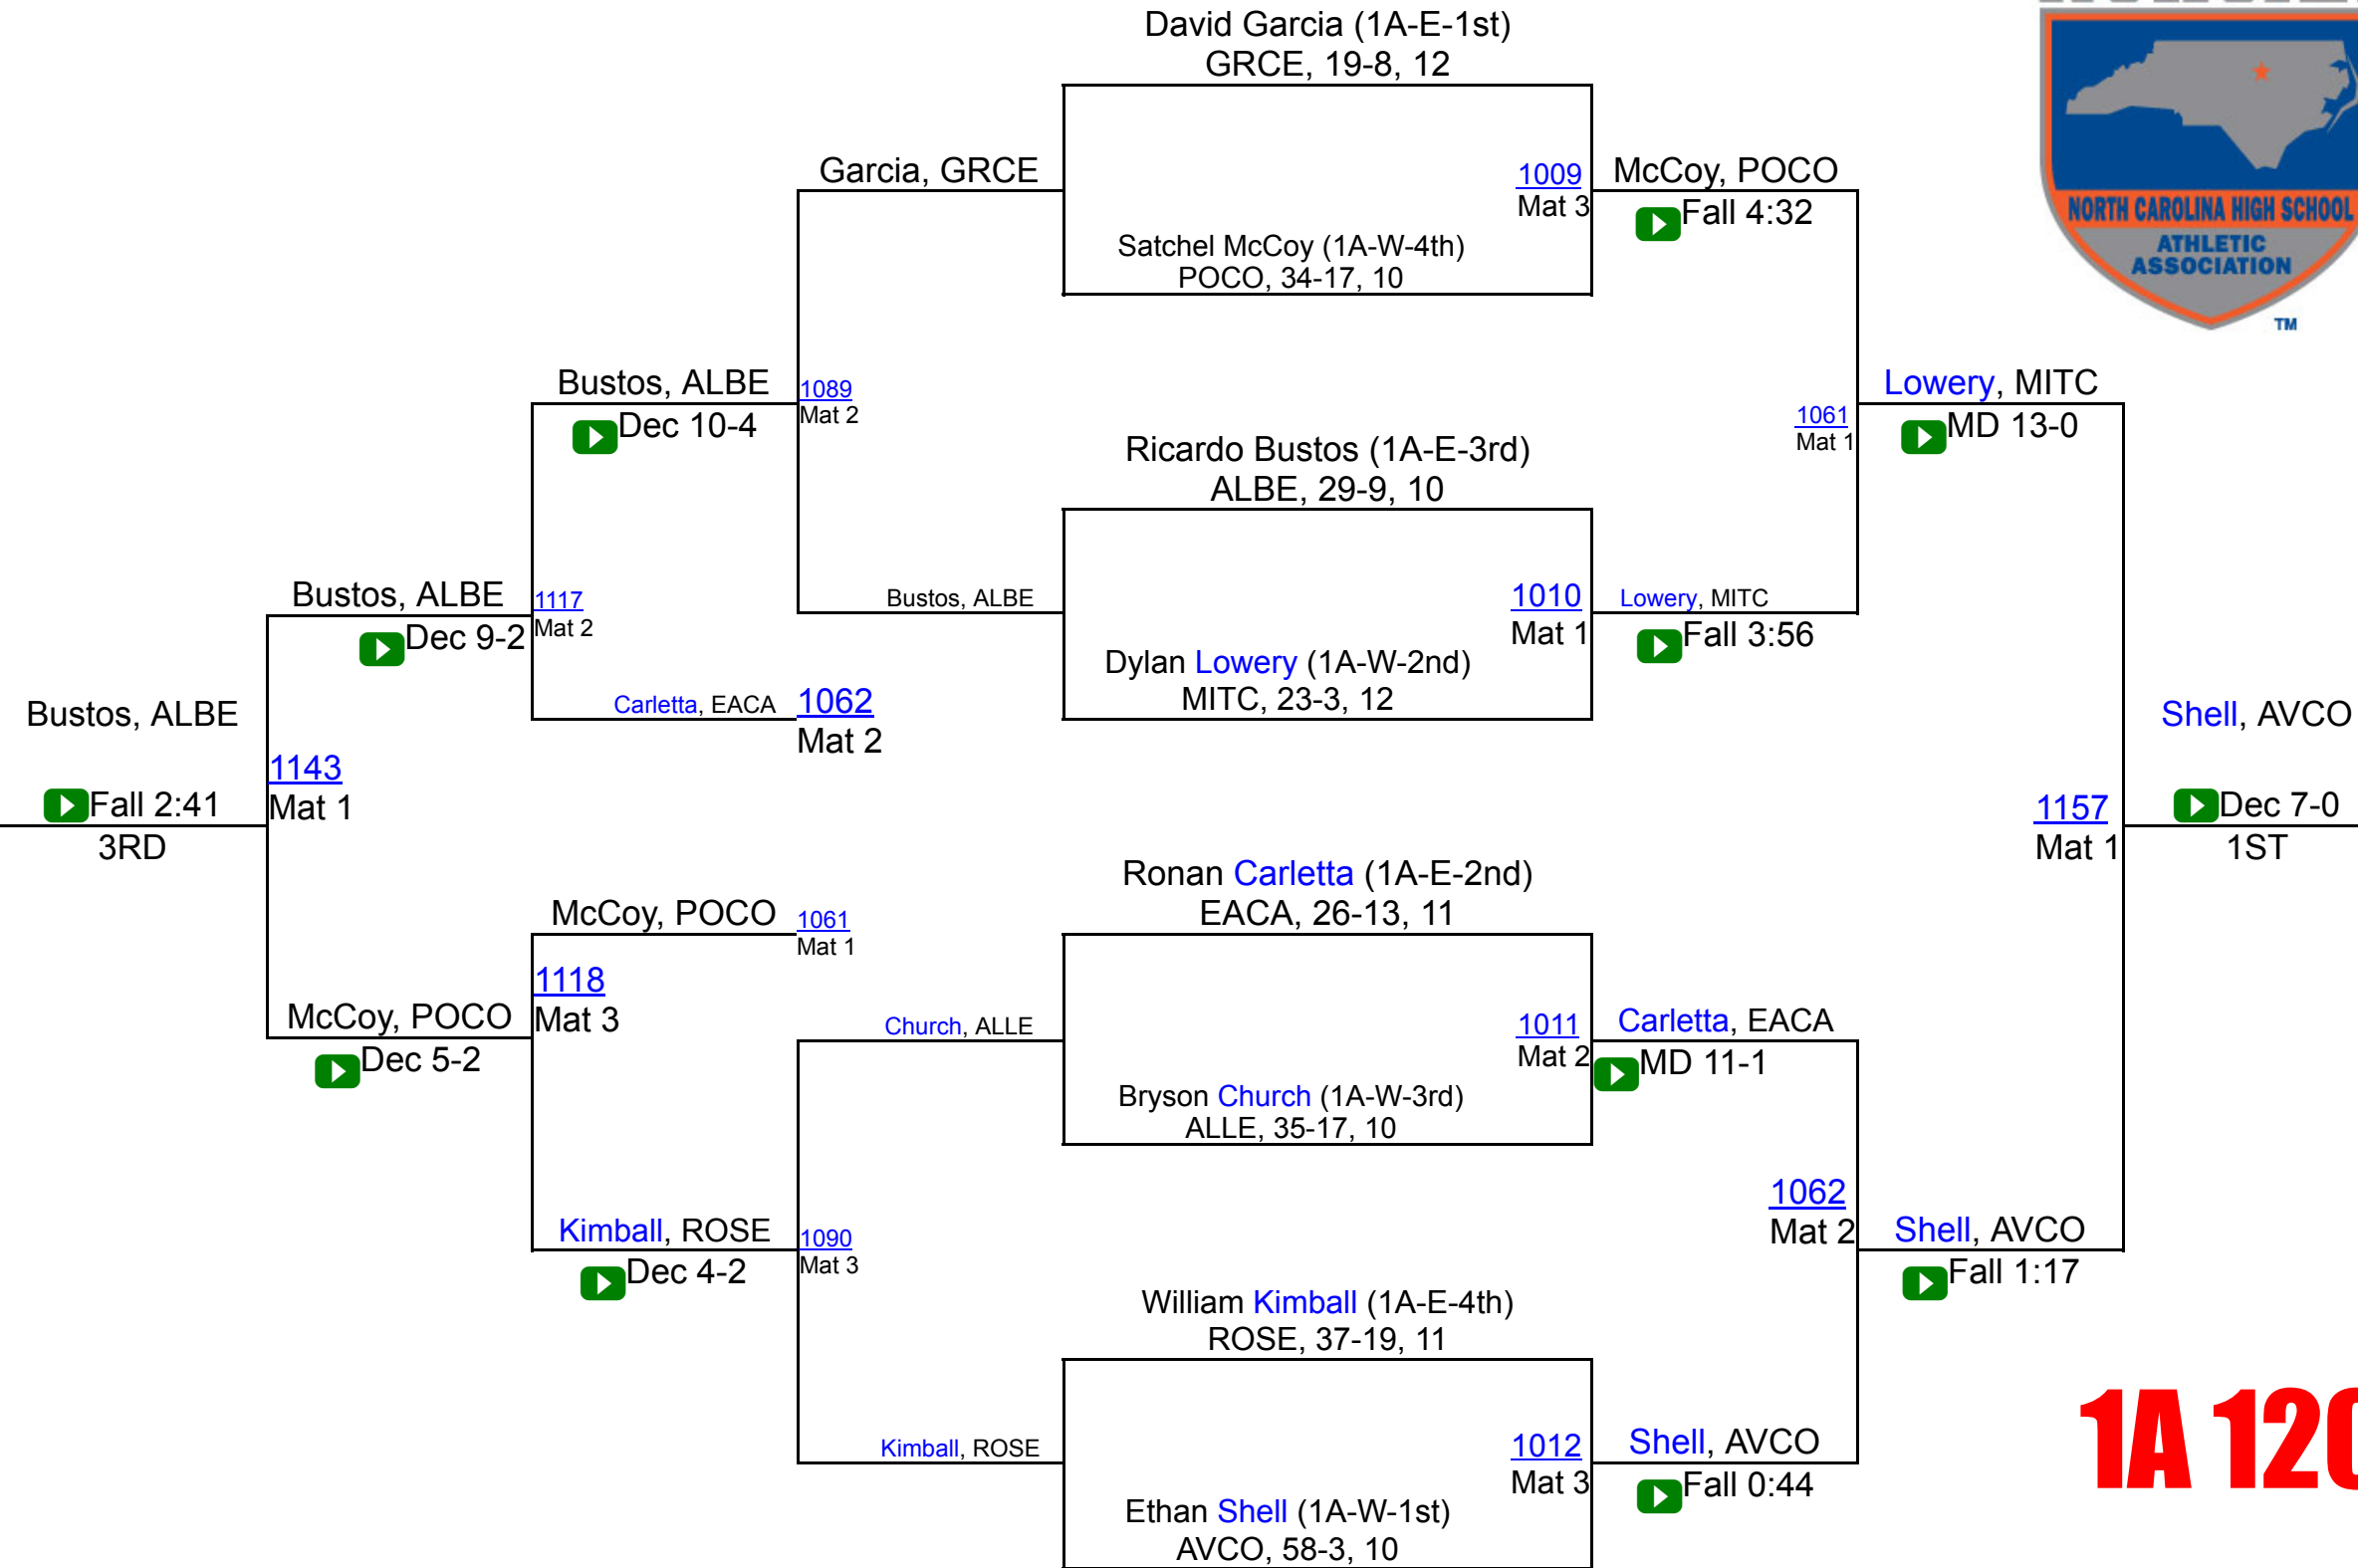 David Garcia (1A-E-1st)
GRCE, 19-8, 12
Garcia, GRCE
1009
Mat 3
McCoy, POCO
Fall 4:32
Satchel McCoy (1A-W-4th)
POCO, 34-17, 10
NORTH CAROLINA HIGH SCHOOL
ATHLETIC
ASSOCIATION
TM
Bustos, ALBE
Dec 10-4
1089
Mat 2
Lowery, MITC
MD 13-0
1061
Mat 1
Ricardo Bustos (1A-E-3rd)
ALBE, 29-9, 10
Bustos, ALBE
Dec 9-2
1117
Mat 2
Bustos, ALBE
1010
Mat 1
Lowery, MITC
Fall 3:56
Dylan Lowery (1A-W-2nd)
MITC, 23-3, 12
Carletta, EACA
1062
Mat 2
Bustos, ALBE
Fall 2:41
3RD
1143
Mat 1
Shell, AVCO
Dec 7-0
1ST
1157
Mat 1
Ronan Carletta (1A-E-2nd)
EACA, 26-13, 11
McCoy, POCO
1061
Mat 1
1118
Mat 3
McCoy, POCO
Dec 5-2
Church, ALLE
1011
Mat 2
Carletta, EACA
MD 11-1
Bryson Church (1A-W-3rd)
ALLE, 35-17, 10
1062
Mat 2
Kimball, ROSE
Dec 4-2
1090
Mat 3
Shell, AVCO
Fall 1:17
William Kimball (1A-E-4th)
ROSE, 37-19, 11
Kimball, ROSE
1012
Mat 3
Shell, AVCO
Fall 0:44
Ethan Shell (1A-W-1st)
AVCO, 58-3, 10
1A 120